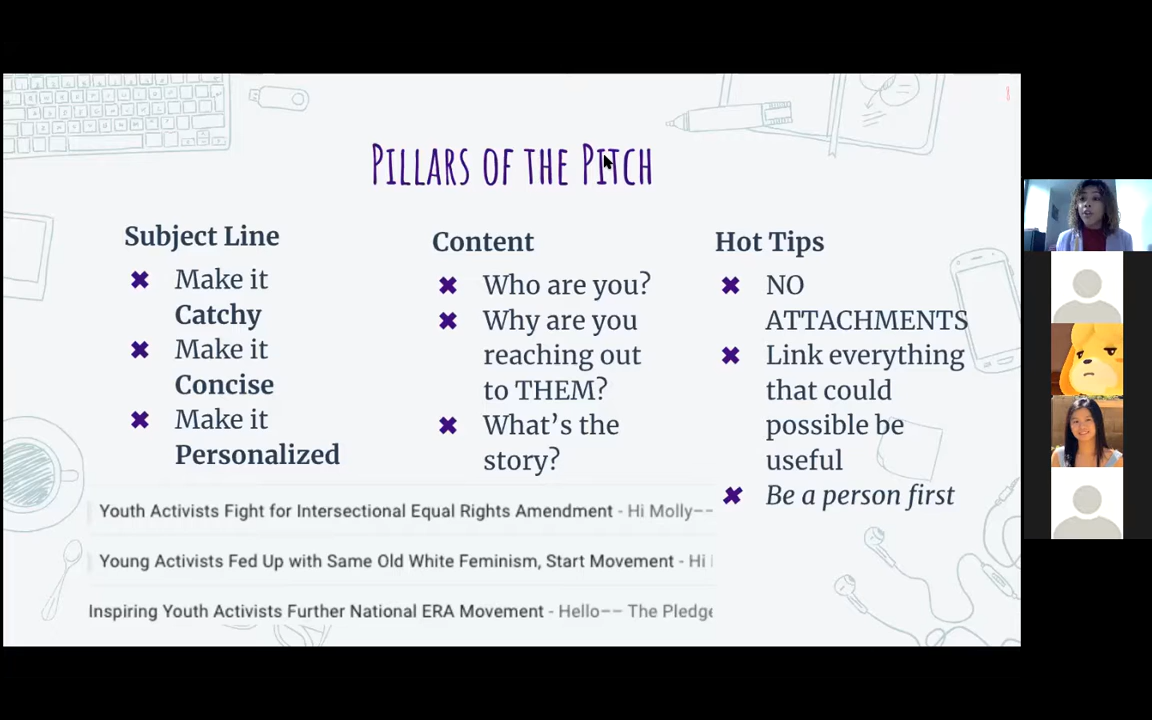 Pillars of the Pitch
Subject Line
Make it
Catchy
Make it
Concise
Make it
Personalized
Content
Who are you?
Why are you
reaching out
to THEM?
What's the
story?
Hot Tips
NO
ATTACHMENTS
Link everything
that could
possible be
useful
Be a person first
Youth Activists Fight for Intersectional Equal Rights Amendment - Hi Molly--
Young Activists Fed Up with Same Old White Feminism, Start Movement - Hi
Inspiring Youth Activists Further National ERA Movement - Hello-- The Pledge